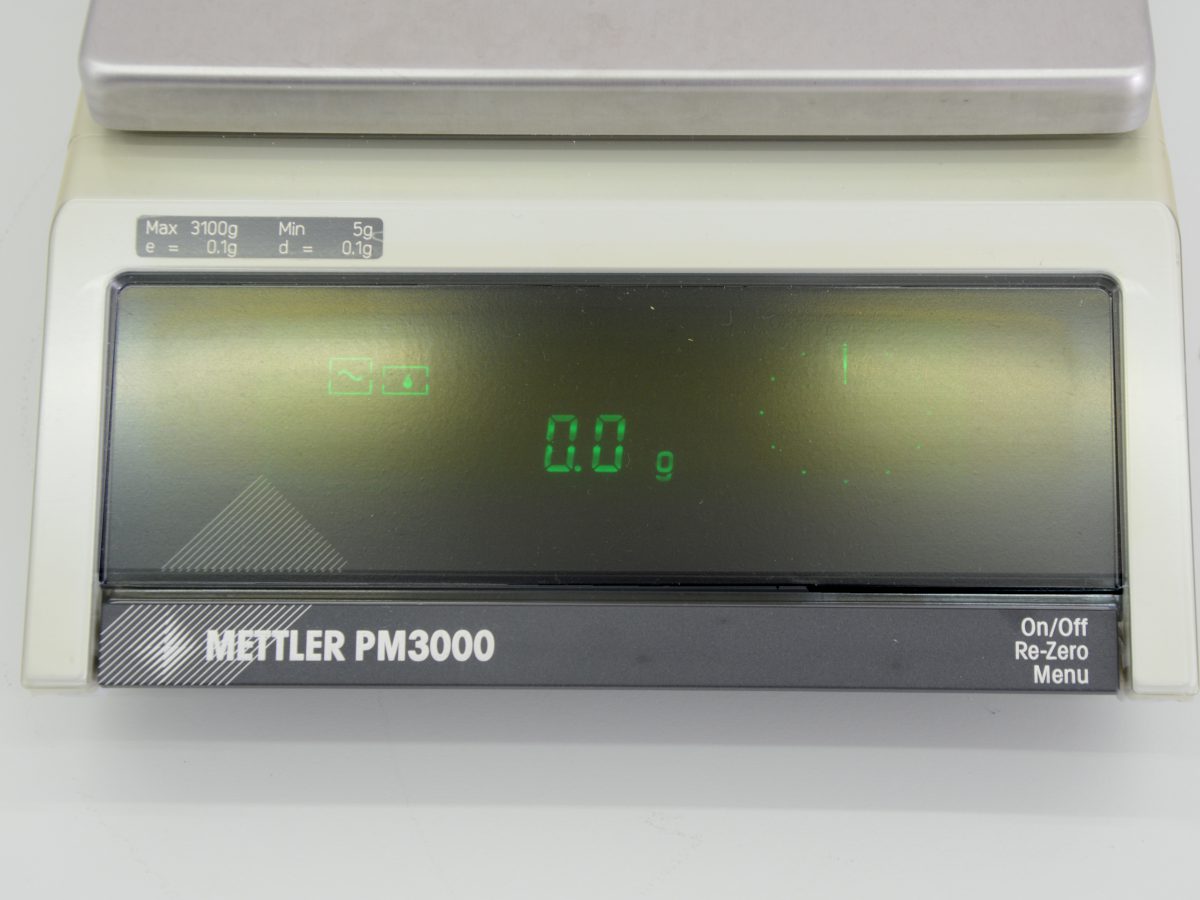 Max 3100g Min 5g
e = 0.1g d = 0.1g
0.0 g
METTLER PM3000
On/Off
Re-Zero
Menu